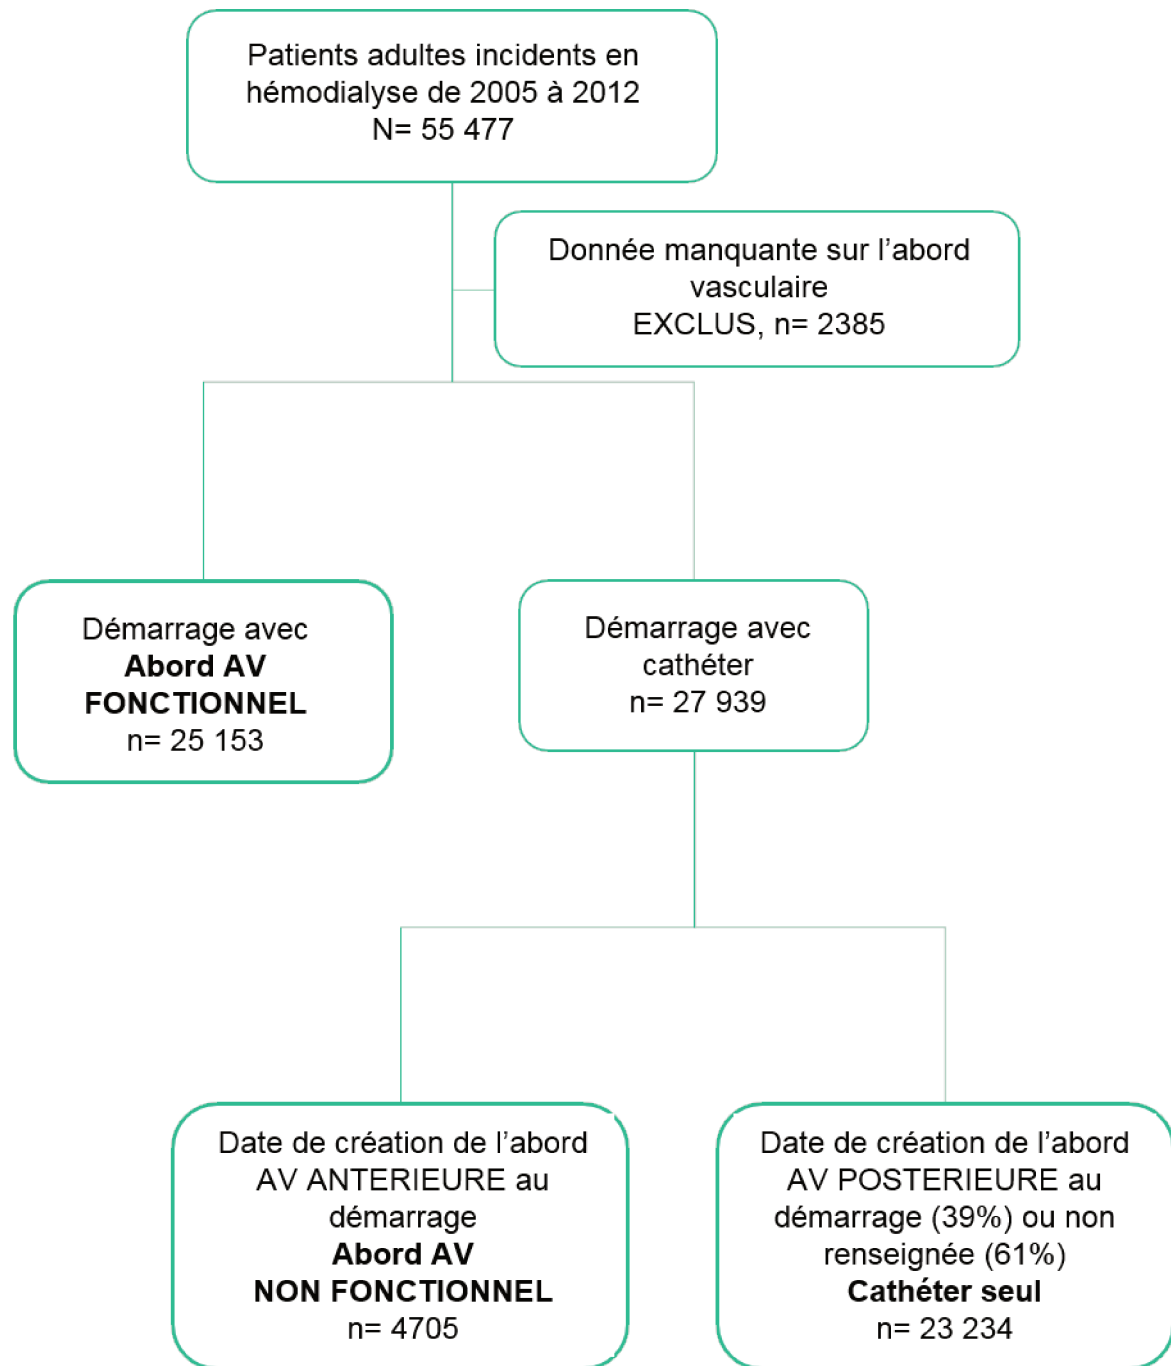 Patients adultes incidents en
hémodialyse de 2005 à 2012
N= 55 477
Donnée manquante sur l’abord
vasculaire
EXCLUS, n= 2385
Démarrage avec
Abord AV
FONCTIONNEL
n= 25 153
Démarrage avec
cathéter
n= 27 939
Date de création de l’abord
AV ANTERIEURE au
démarrage
Abord AV
NON FONCTIONNEL
n= 4705
Date de création de l’abord
AV POSTERIEURE au
démarrage (39%) ou non
renseignée (61%)
Cathéter seul
n= 23 234